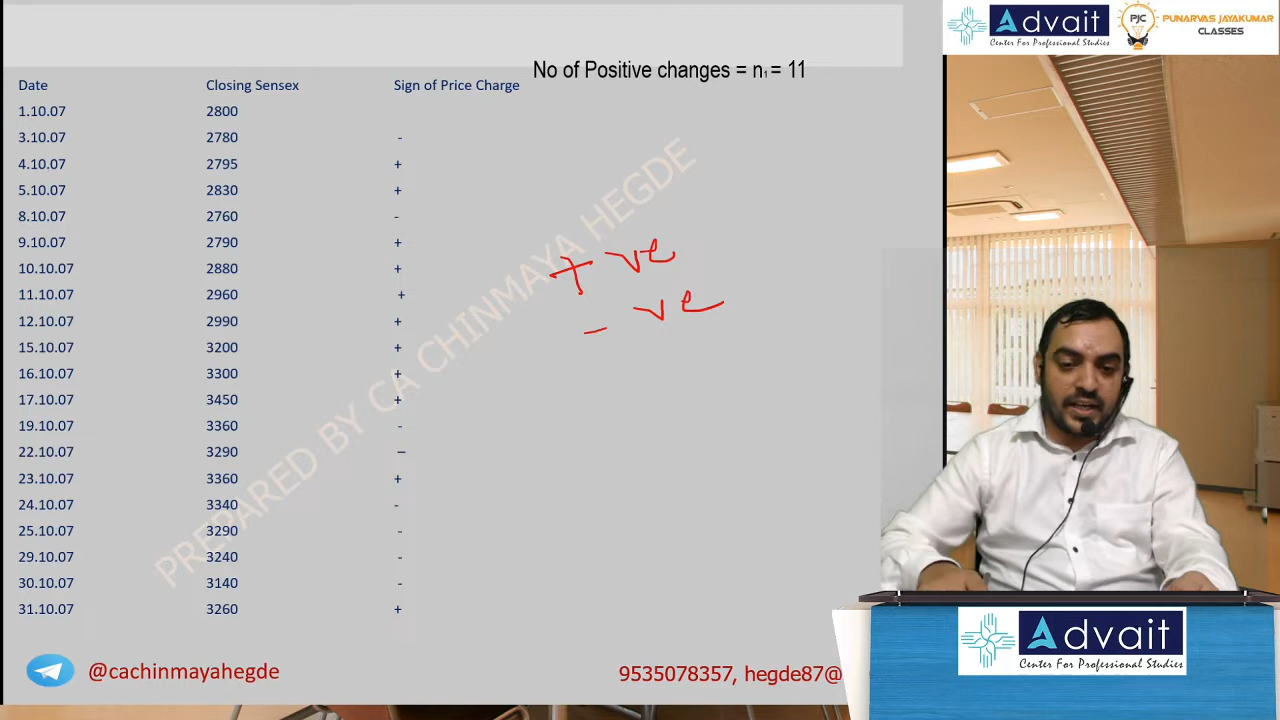 Advait
Center For Professional Studies
PJC
PUNARVAS JAYAKUMAR
CLASSES
No of Positive changes = n₁ = 11
Date Closing Sensex Sign of Price Charge
1.10.07 2800
3.10.07 2780 -
4.10.07 2795 +
5.10.07 2830 +
8.10.07 2760 -
9.10.07 2790 +
10.10.07 2880 +
11.10.07 2960 +
12.10.07 2990 +
15.10.07 3200 +
16.10.07 3300 +
17.10.07 3450 +
19.10.07 3360 -
22.10.07 3290 –
23.10.07 3360 +
24.10.07 3340 -
25.10.07 3290 -
29.10.07 3240 -
30.10.07 3140 -
31.10.07 3260 +
+ ve
- ve
PREPARED BY CA CHINMAYA HEGDE
@cachinmayahegde
9535078357, hegde87@
Advait
Center For Professional Studies